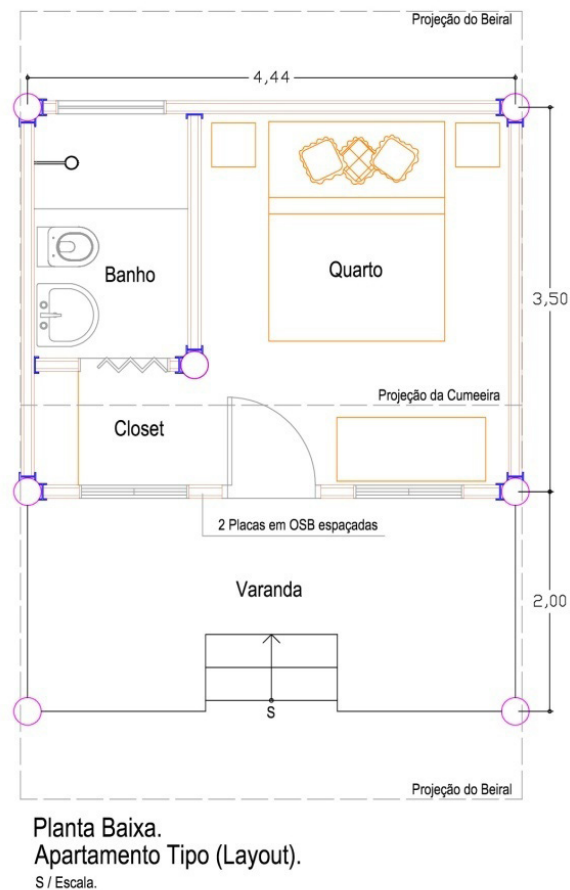 Projeção do Beiral
4,44
Banho
Quarto
3,50
Projeção da Cumeeira
Closet
2 Placas em OSB espaçadas
Varanda
2,00
S
Projeção do Beiral
Planta Baixa.
Apartamento Tipo (Layout).
S / Escala.